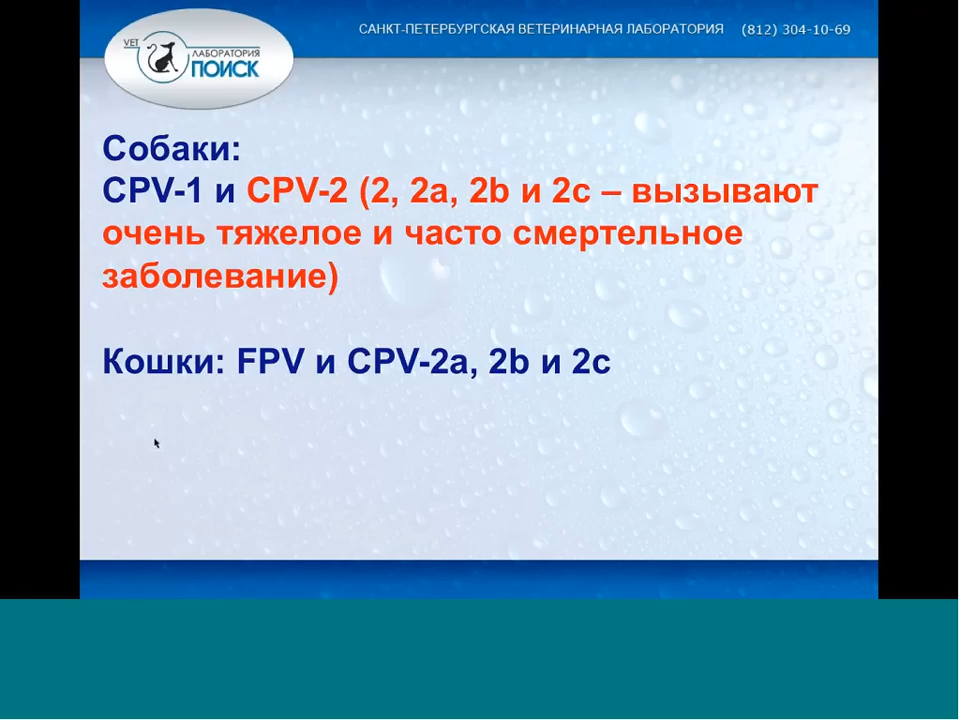 VET
ЛАБОРАТОРИЯ
ПОИСК
САНКТ-ПЕТЕРБУРГСКАЯ ВЕТЕРИНАРНАЯ ЛАБОРАТОРИЯ (812) 304-10-69
Собаки:
CPV-1 и CPV-2 (2, 2a, 2b и 2c – вызывают
очень тяжелое и часто смертельное
заболевание)
Кошки: FPV и CPV-2a, 2b и 2c